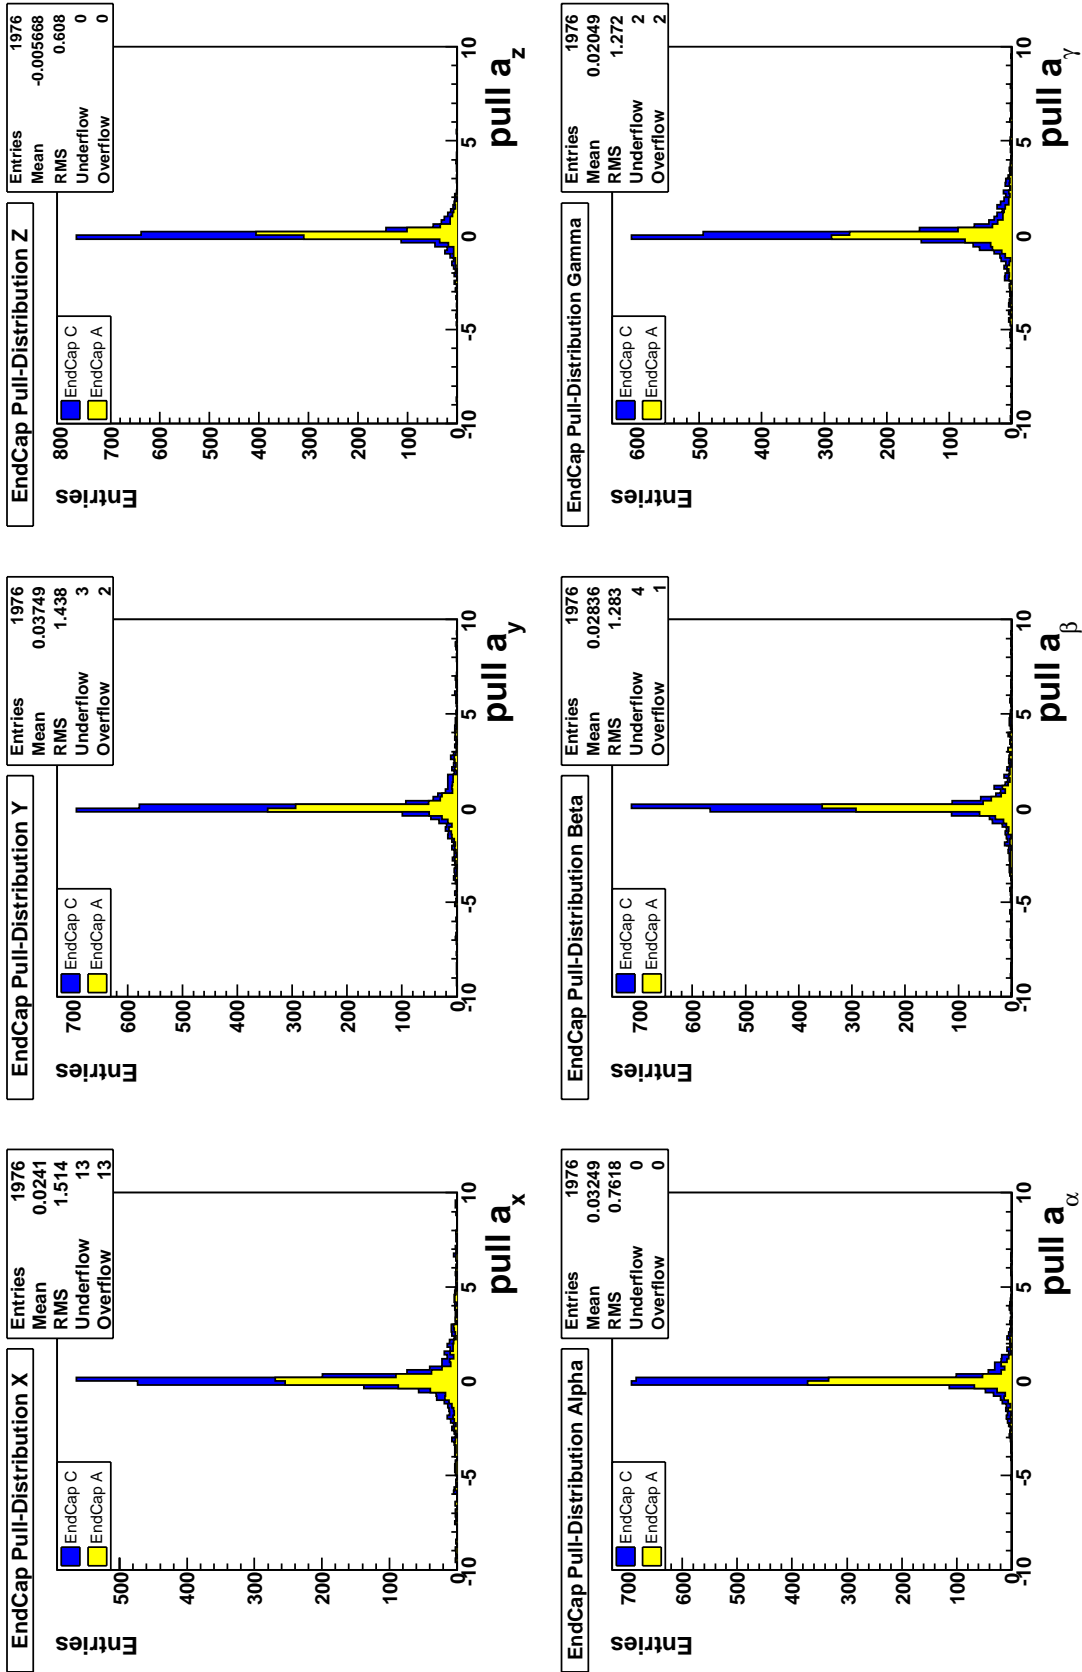 EndCap Pull-Distribution X
Entries 1976
Mean 0.0241
RMS 1.514
Underflow 13
Overflow 13
EndCap C
EndCap A
Entries
500
400
300
200
100
0
-10 -5 0 5 10
pull a_x
EndCap Pull-Distribution Y
Entries 1976
Mean 0.03749
RMS 1.438
Underflow 3
Overflow 2
EndCap C
EndCap A
Entries
700
600
500
400
300
200
100
0
-10 -5 0 5 10
pull a_y
EndCap Pull-Distribution Z
Entries 1976
Mean -0.005668
RMS 0.608
Underflow 0
Overflow 0
EndCap C
EndCap A
Entries
800
700
600
500
400
300
200
100
0
-10 -5 0 5 10
pull a_z
EndCap Pull-Distribution Alpha
Entries 1976
Mean 0.03249
RMS 0.7618
Underflow 0
Overflow 0
EndCap C
EndCap A
Entries
700
600
500
400
300
200
100
0
-10 -5 0 5 10
pull a_α
EndCap Pull-Distribution Beta
Entries 1976
Mean 0.02836
RMS 1.283
Underflow 4
Overflow 1
EndCap C
EndCap A
Entries
700
600
500
400
300
200
100
0
-10 -5 0 5 10
pull a_β
EndCap Pull-Distribution Gamma
Entries 1976
Mean 0.02049
RMS 1.272
Underflow 2
Overflow 2
EndCap C
EndCap A
Entries
600
500
400
300
200
100
0
-10 -5 0 5 10
pull a_γ